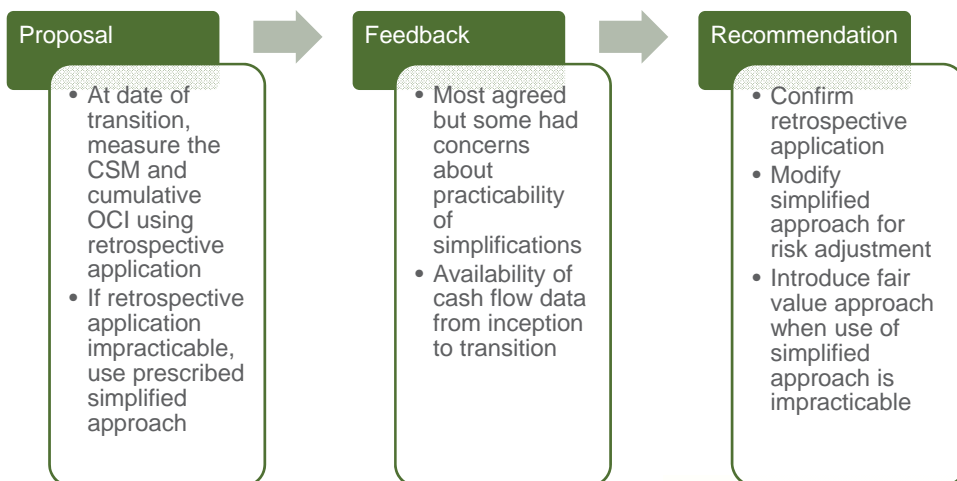 Proposal
• At date of
transition,
measure the
CSM and
cumulative
OCI using
retrospective
application
• If retrospective
application
impracticable,
use prescribed
simplified
approach
Feedback
• Most agreed
but some had
concerns
about
practicability
of
simplifications
• Availability of
cash flow data
from inception
to transition
Recommendation
• Confirm
retrospective
application
• Modify
simplified
approach for
risk adjustment
• Introduce fair
value approach
when use of
simplified
approach is
impracticable